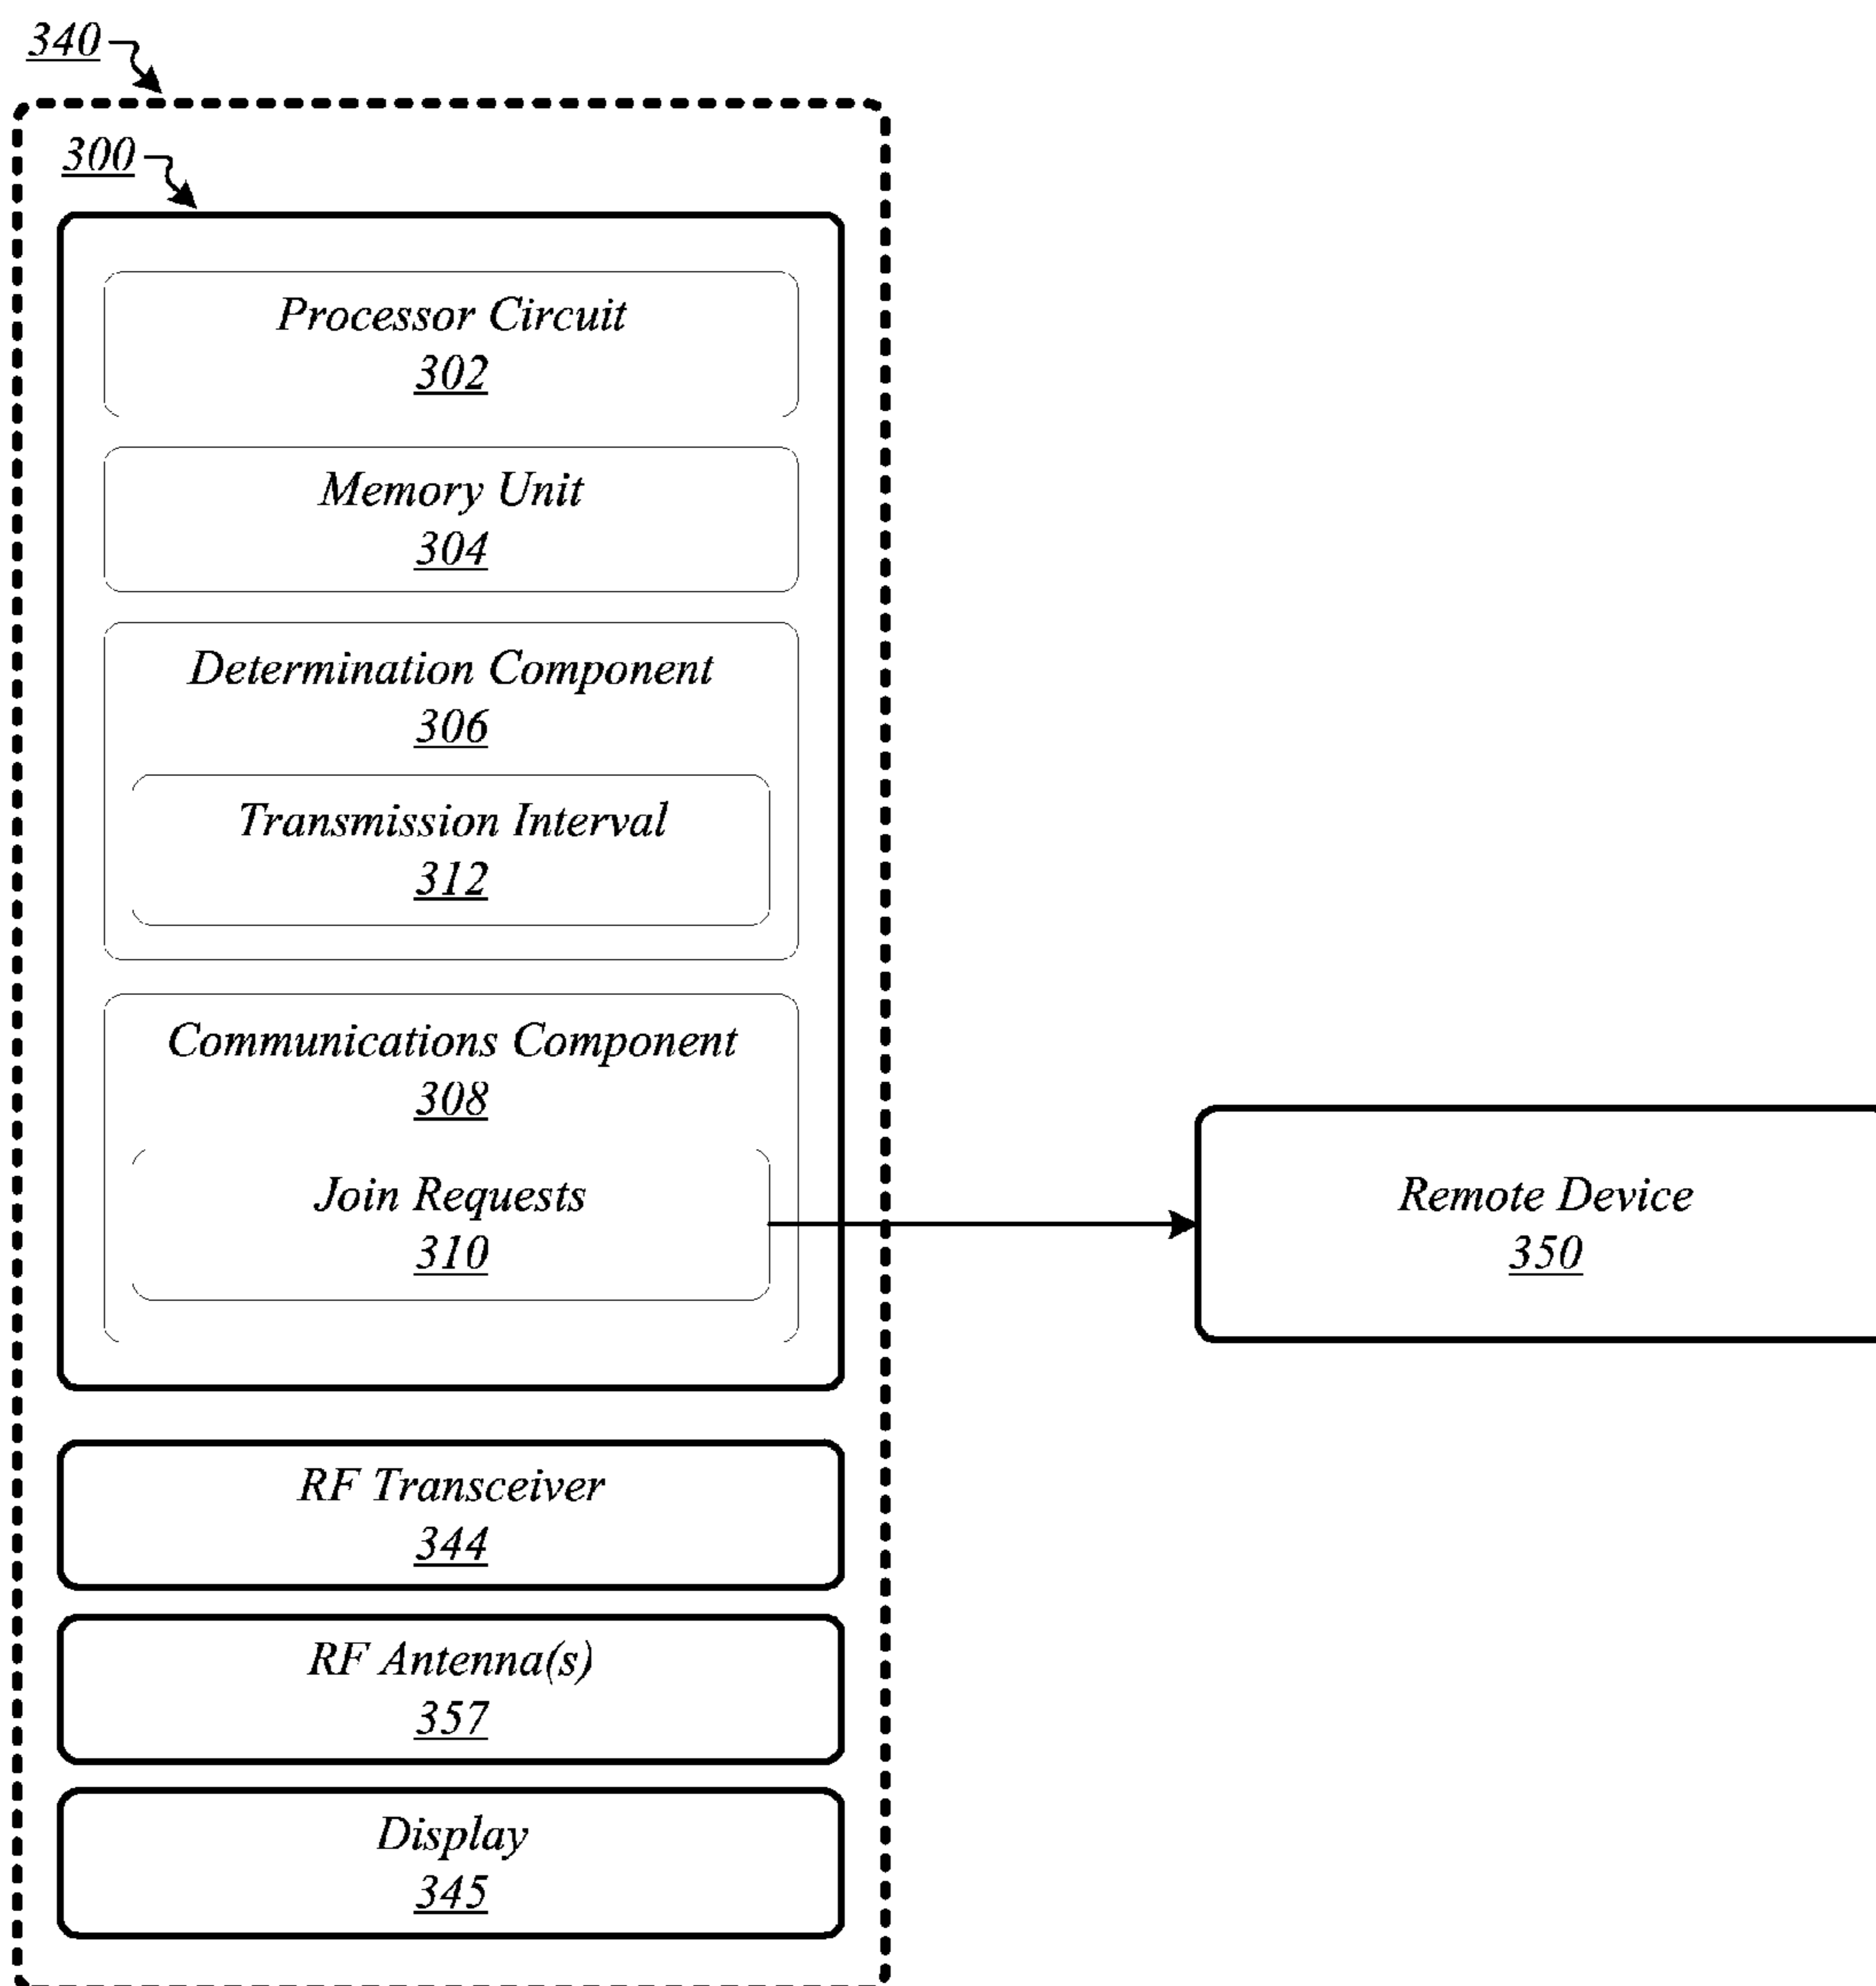 340
300
Processor Circuit
302
Memory Unit
304
Determination Component
306
Transmission Interval
312
Communications Component
308
Join Requests
310
Remote Device
350
RF Transceiver
344
RF Antenna(s)
357
Display
345